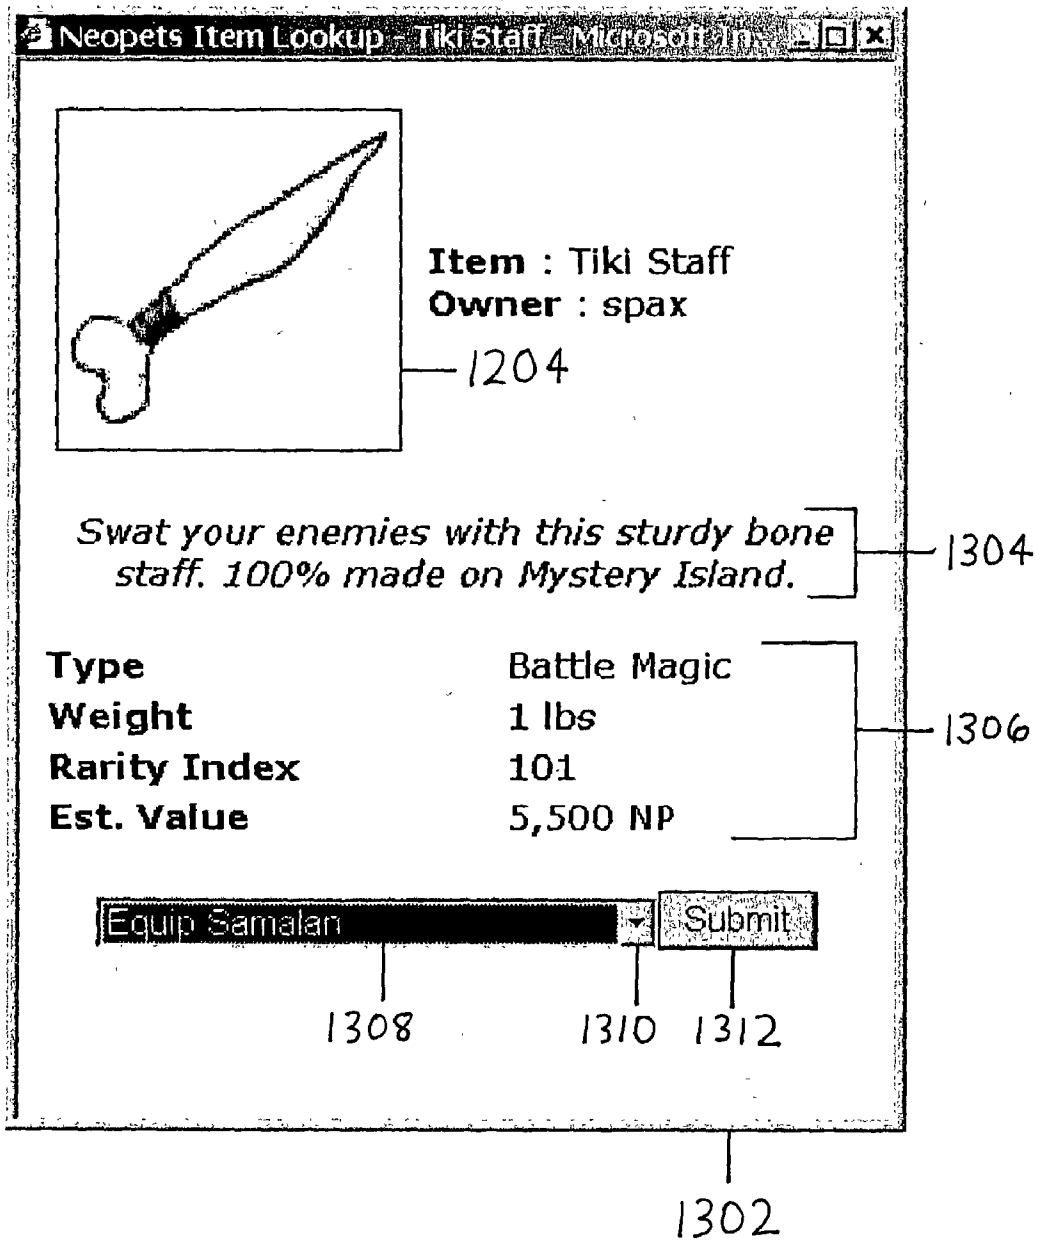 Neopets Item Lookup - Tiki Staff - Microsoft In...
Item : Tiki Staff
Owner : spax
1204
Swat your enemies with this sturdy bone
staff. 100% made on Mystery Island.
1304
Type Battle Magic
Weight 1 lbs
Rarity Index 101
Est. Value 5,500 NP
1306
Equip Samalan Submit
1308 1310 1312
1302